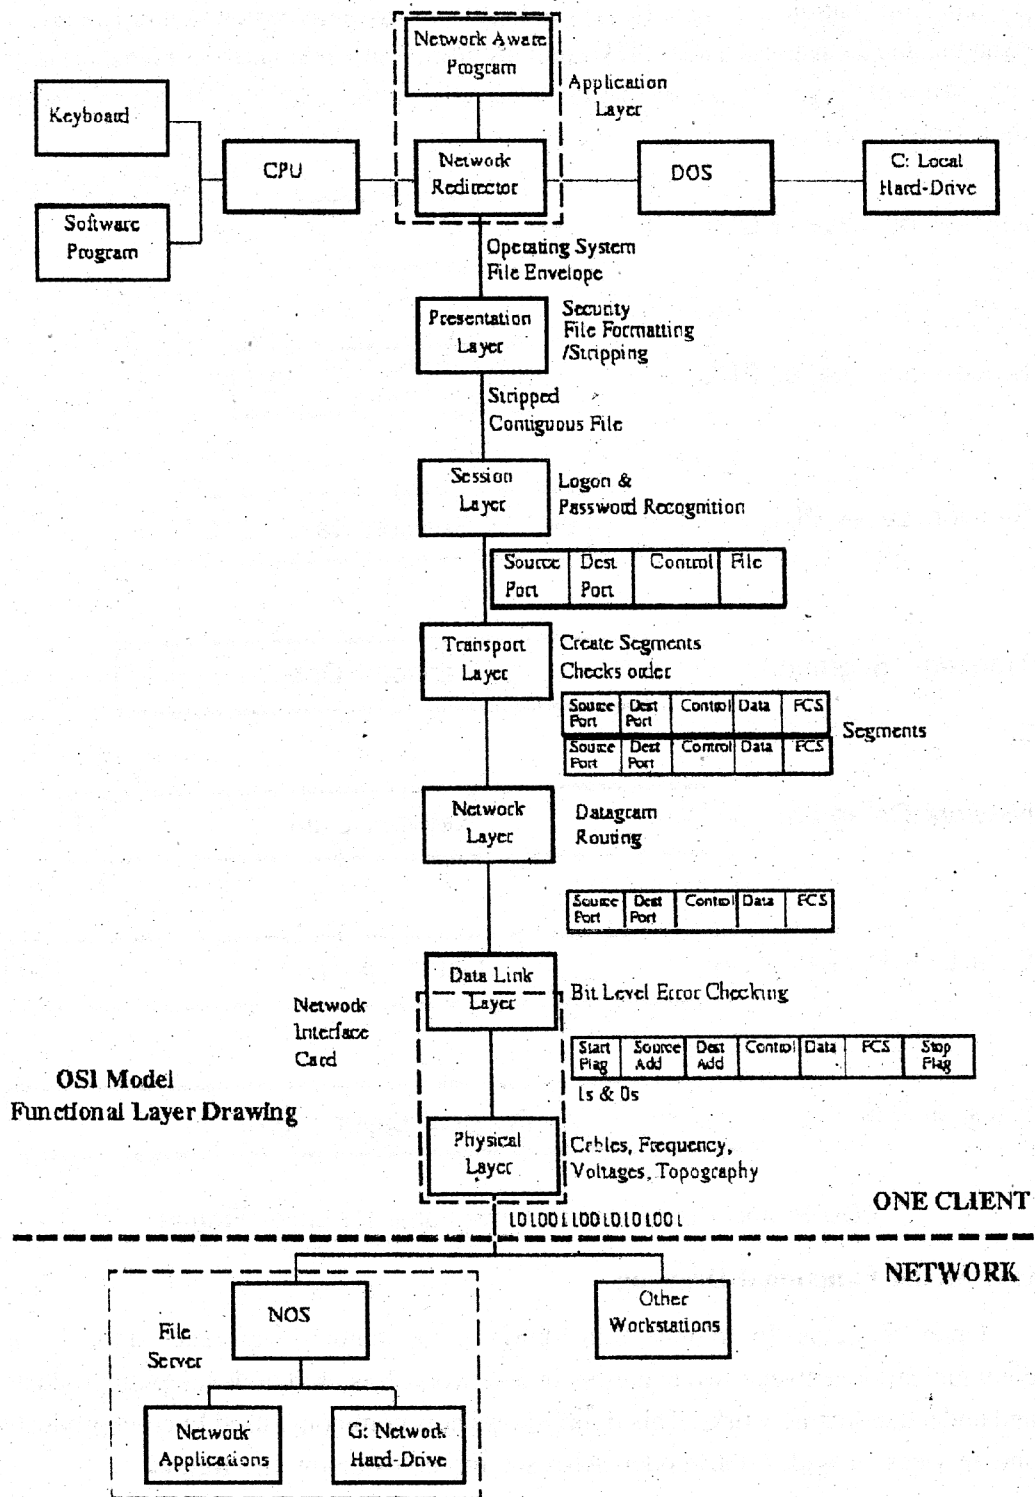 Network Aware
Program
Application
Layer
Keyboard
CPU
Network
Redirector
DOS
C: Local
Hard-Drive
Software
Program
Operating System
File Envelope
Presentation
Layer
Security
File Formatting
/Stripping
Stripped
Contiguous File
Session
Layer
Logon &
Password Recognition
Source Port
Dest Port
Control
File
Transport
Layer
Create Segments
Checks order
Source Port
Dest Port
Control
Data
FCS
Source Port
Dest Port
Control
Data
FCS
Segments
Network
Layer
Datagram
Routing
Source Port
Dest Port
Control
Data
FCS
Data Link
Layer
Bit Level Error Checking
Network
Interface
Card
Start Flag
Source Add
Dest Add
Control
Data
FCS
Stop Flag
1s & 0s
OSI Model
Functional Layer Drawing
Physical
Layer
Cables, Frequency,
Voltages, Topography
ONE CLIENT
1010011001010100 1
NETWORK
NOS
File
Server
Other
Workstations
Network
Applications
G: Network
Hard-Drive